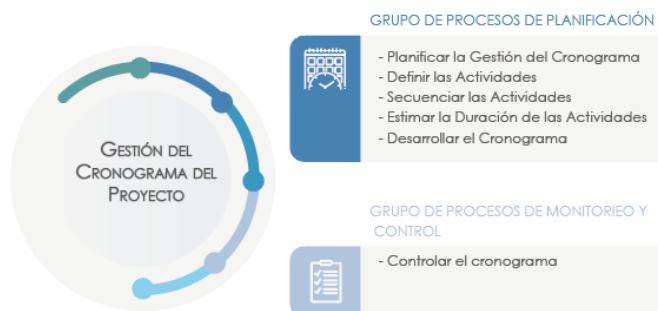 GESTIÓN DEL
CRONOGRAMA DEL
PROYECTO
GRUPO DE PROCESOS DE PLANIFICACIÓN
- Planificar la Gestión del Cronograma
- Definir las Actividades
- Secuenciar las Actividades
- Estimar la Duración de las Actividades
- Desarrollar el Cronograma
GRUPO DE PROCESOS DE MONITORIEO Y
CONTROL
- Controlar el cronograma